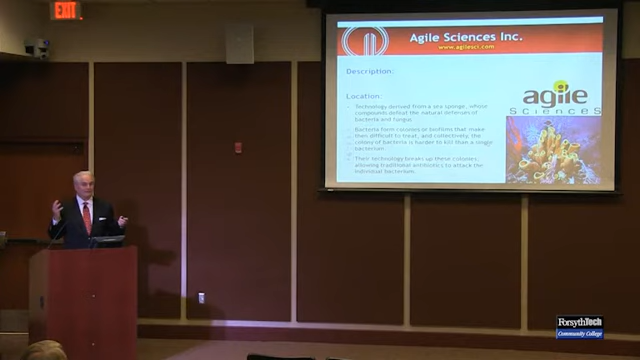 EXIT
Agile Sciences Inc.
www.agilesci.com
Description:
Location:
Technology derived from a sea sponge, whose
compounds defeat the natural defenses of
bacteria and fungus
Bacteria form colonies or biofilms that make
them difficult to treat, and collectively, the
colony of bacteria is harder to kill than a single
bacterium
Their technology breaks up these colonies,
allowing traditional antibiotics to attack the
individual bacterium.
agile
SCIENCES
ForsythTech
Community College